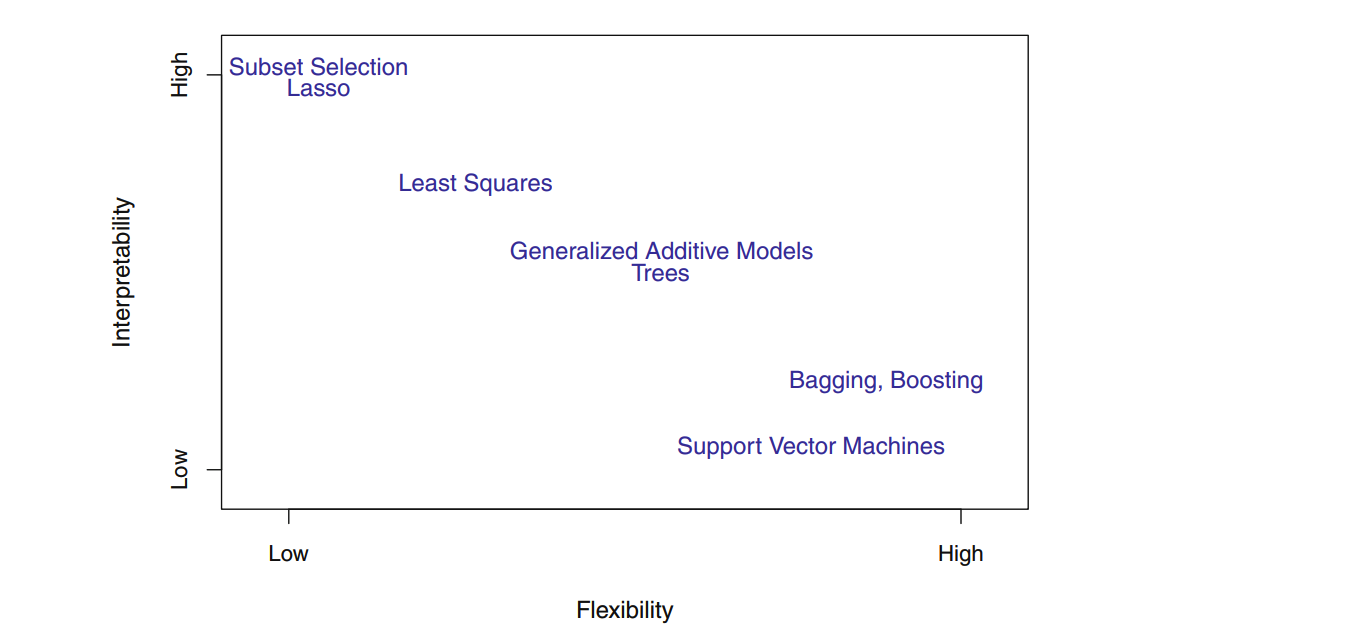 High
Subset Selection
Lasso
Least Squares
Interpretability
Generalized Additive Models
Trees
Bagging, Boosting
Support Vector Machines
Low
Low
High
Flexibility